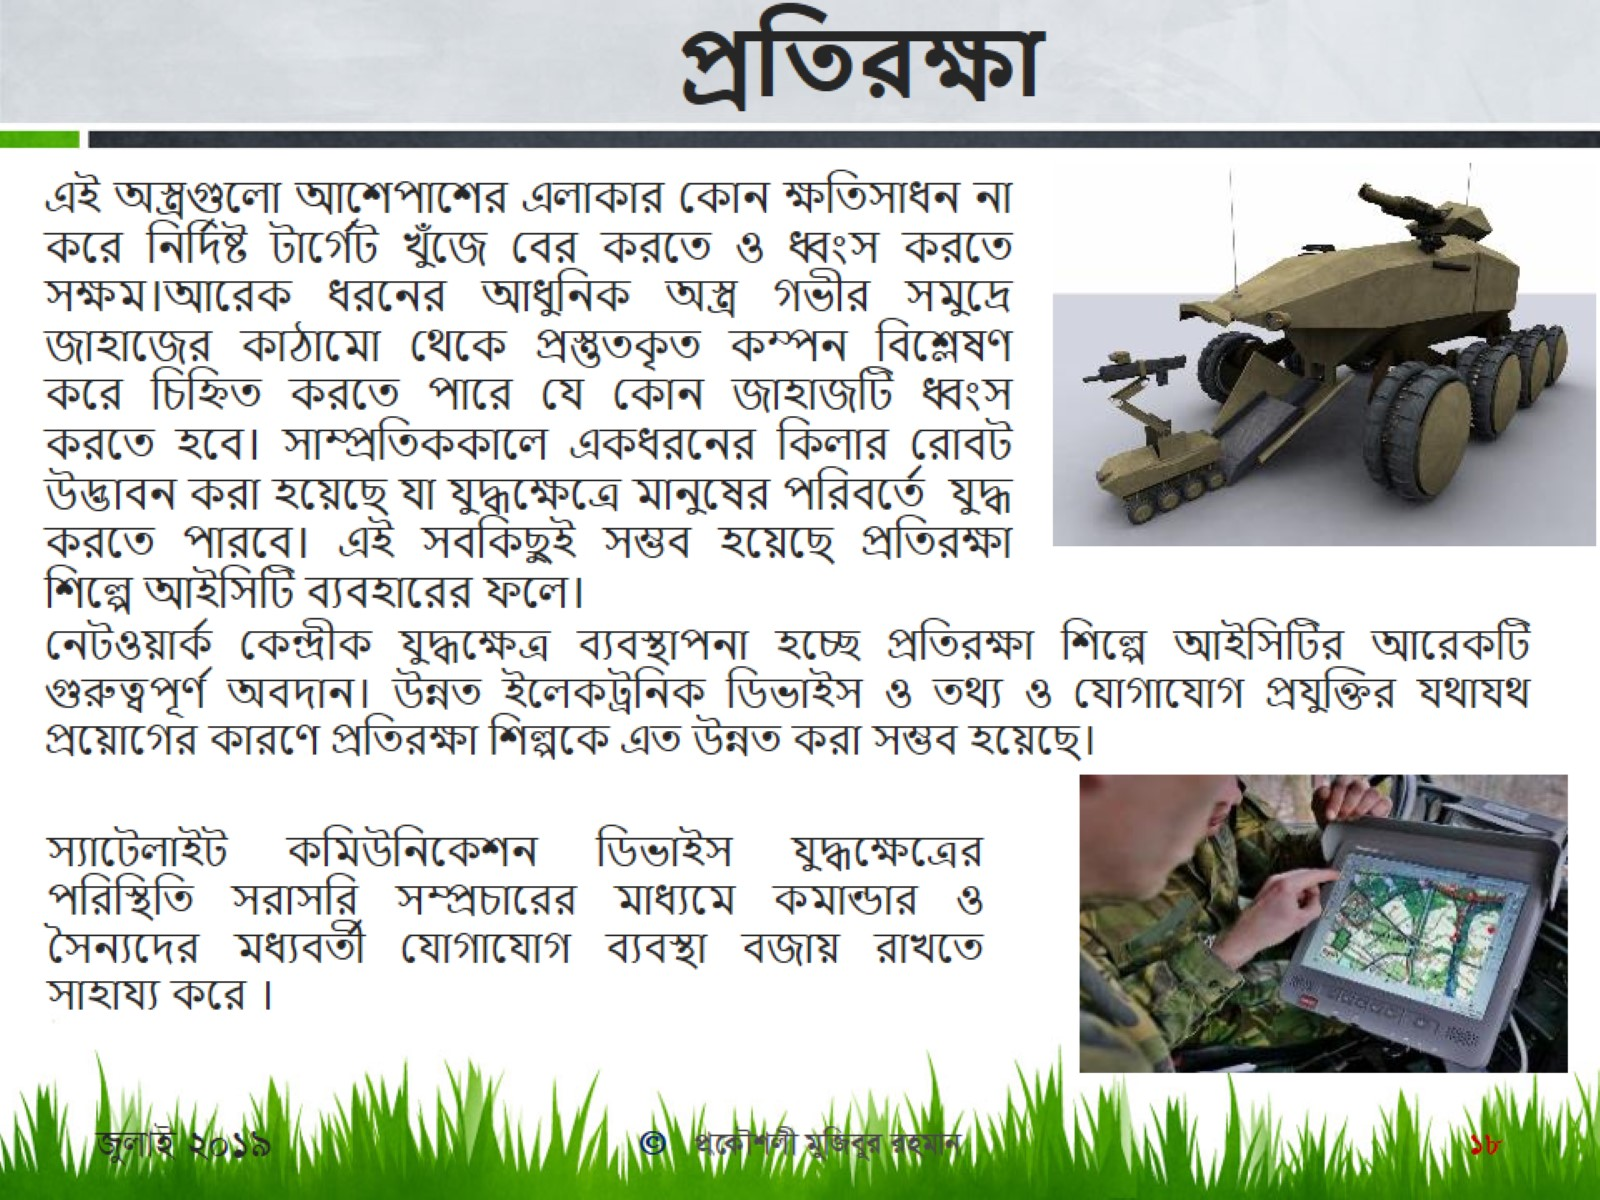 প্রতিরক্ষা
এই অস্ত্রগুলো আশেপাশের এলাকার কোন ক্ষতিসাধন না
করে নির্দিষ্ট টার্গেট খুঁজে বের করতে ও ধ্বংস করতে
সক্ষম।আরেক ধরনের আধুনিক অস্ত্র গভীর সমুদ্রে
জাহাজের কাঠামো থেকে প্রস্তুতকৃত কম্পন বিশ্লেষণ
করে চিহ্নিত করতে পারে যে কোন জাহাজটি ধ্বংস
করতে হবে। সাম্প্রতিককালে একধরনের কিলার রোবট
উদ্ভাবন করা হয়েছে যা যুদ্ধক্ষেত্রে মানুষের পরিবর্তে যুদ্ধ
করতে পারবে। এই সবকিছুই সম্ভব হয়েছে প্রতিরক্ষা
শিল্পে আইসিটি ব্যবহারের ফলে।
নেটওয়ার্ক কেন্দ্রীক যুদ্ধক্ষেত্র ব্যবস্থাপনা হচ্ছে প্রতিরক্ষা শিল্পে আইসিটির আরেকটি
গুরুত্বপূর্ণ অবদান। উন্নত ইলেকট্রনিক ডিভাইস ও তথ্য ও যোগাযোগ প্রযুক্তির যথাযথ
প্রয়োগের কারণে প্রতিরক্ষা শিল্পকে এত উন্নত করা সম্ভব হয়েছে।
স্যাটেলাইট কমিউনিকেশন ডিভাইস যুদ্ধক্ষেত্রের
পরিস্থিতি সরাসরি সম্প্রচারের মাধ্যমে কমান্ডার ও
সৈন্যদের মধ্যবর্তী যোগাযোগ ব্যবস্থা বজায় রাখতে
সাহায্য করে ।
জুলাই ২০১৯ © প্রকৌশলী মুজিবুর রহমান ১৮